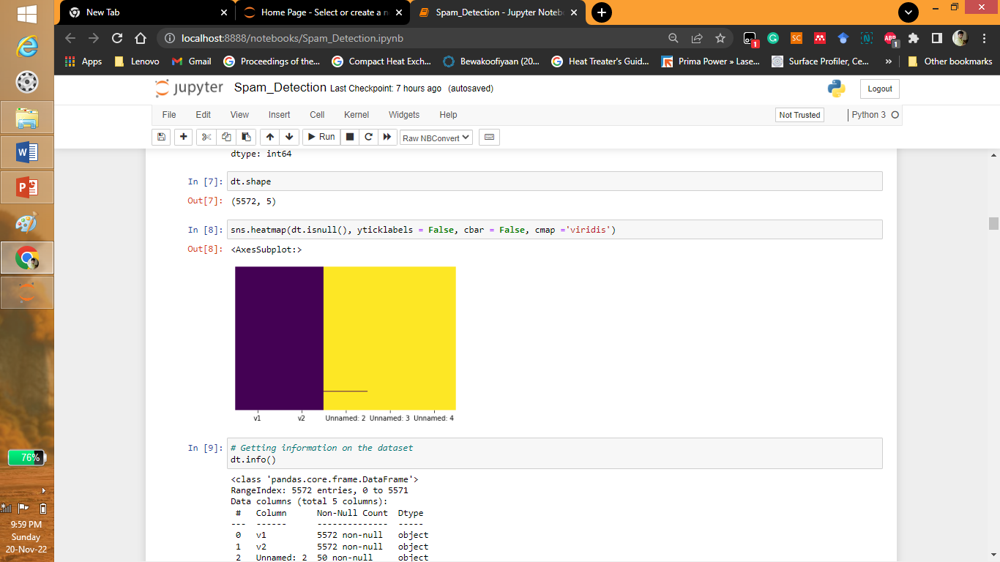 New Tab
Home Page - Select or create a n
Spam_Detection - Jupyter Noteb
localhost:8888/notebooks/Spam_Detection.ipynb
Apps Lenovo Gmail Proceedings of the... Compact Heat Exch... Bewakoofiyaan (20... Heat Treater's Guid... Prima Power » Lase... Surface Profiler, Ce... » Other bookmarks
jupyter Spam_Detection Last Checkpoint: 7 hours ago (autosaved) Logout
File Edit View Insert Cell Kernel Widgets Help Not Trusted Python 3
Run Raw NBConvert
dtype: int64
In [7]: dt.shape
Out[7]: (5572, 5)
In [8]: sns.heatmap(dt.isnull(), yticklabels = False, cbar = False, cmap ='viridis')
Out[8]: <AxesSubplot:>
v1 v2 Unnamed: 2 Unnamed: 3 Unnamed: 4
In [9]: # Getting information on the dataset
dt.info()
<class 'pandas.core.frame.DataFrame'>
RangeIndex: 5572 entries, 0 to 5571
Data columns (total 5 columns):
# Column Non-Null Count Dtype
--- ------ -------------- -----
0 v1 5572 non-null object
1 v2 5572 non-null object
2 Unnamed: 2 50 non-null object
76%
9:59 PM
Sunday
20-Nov-22